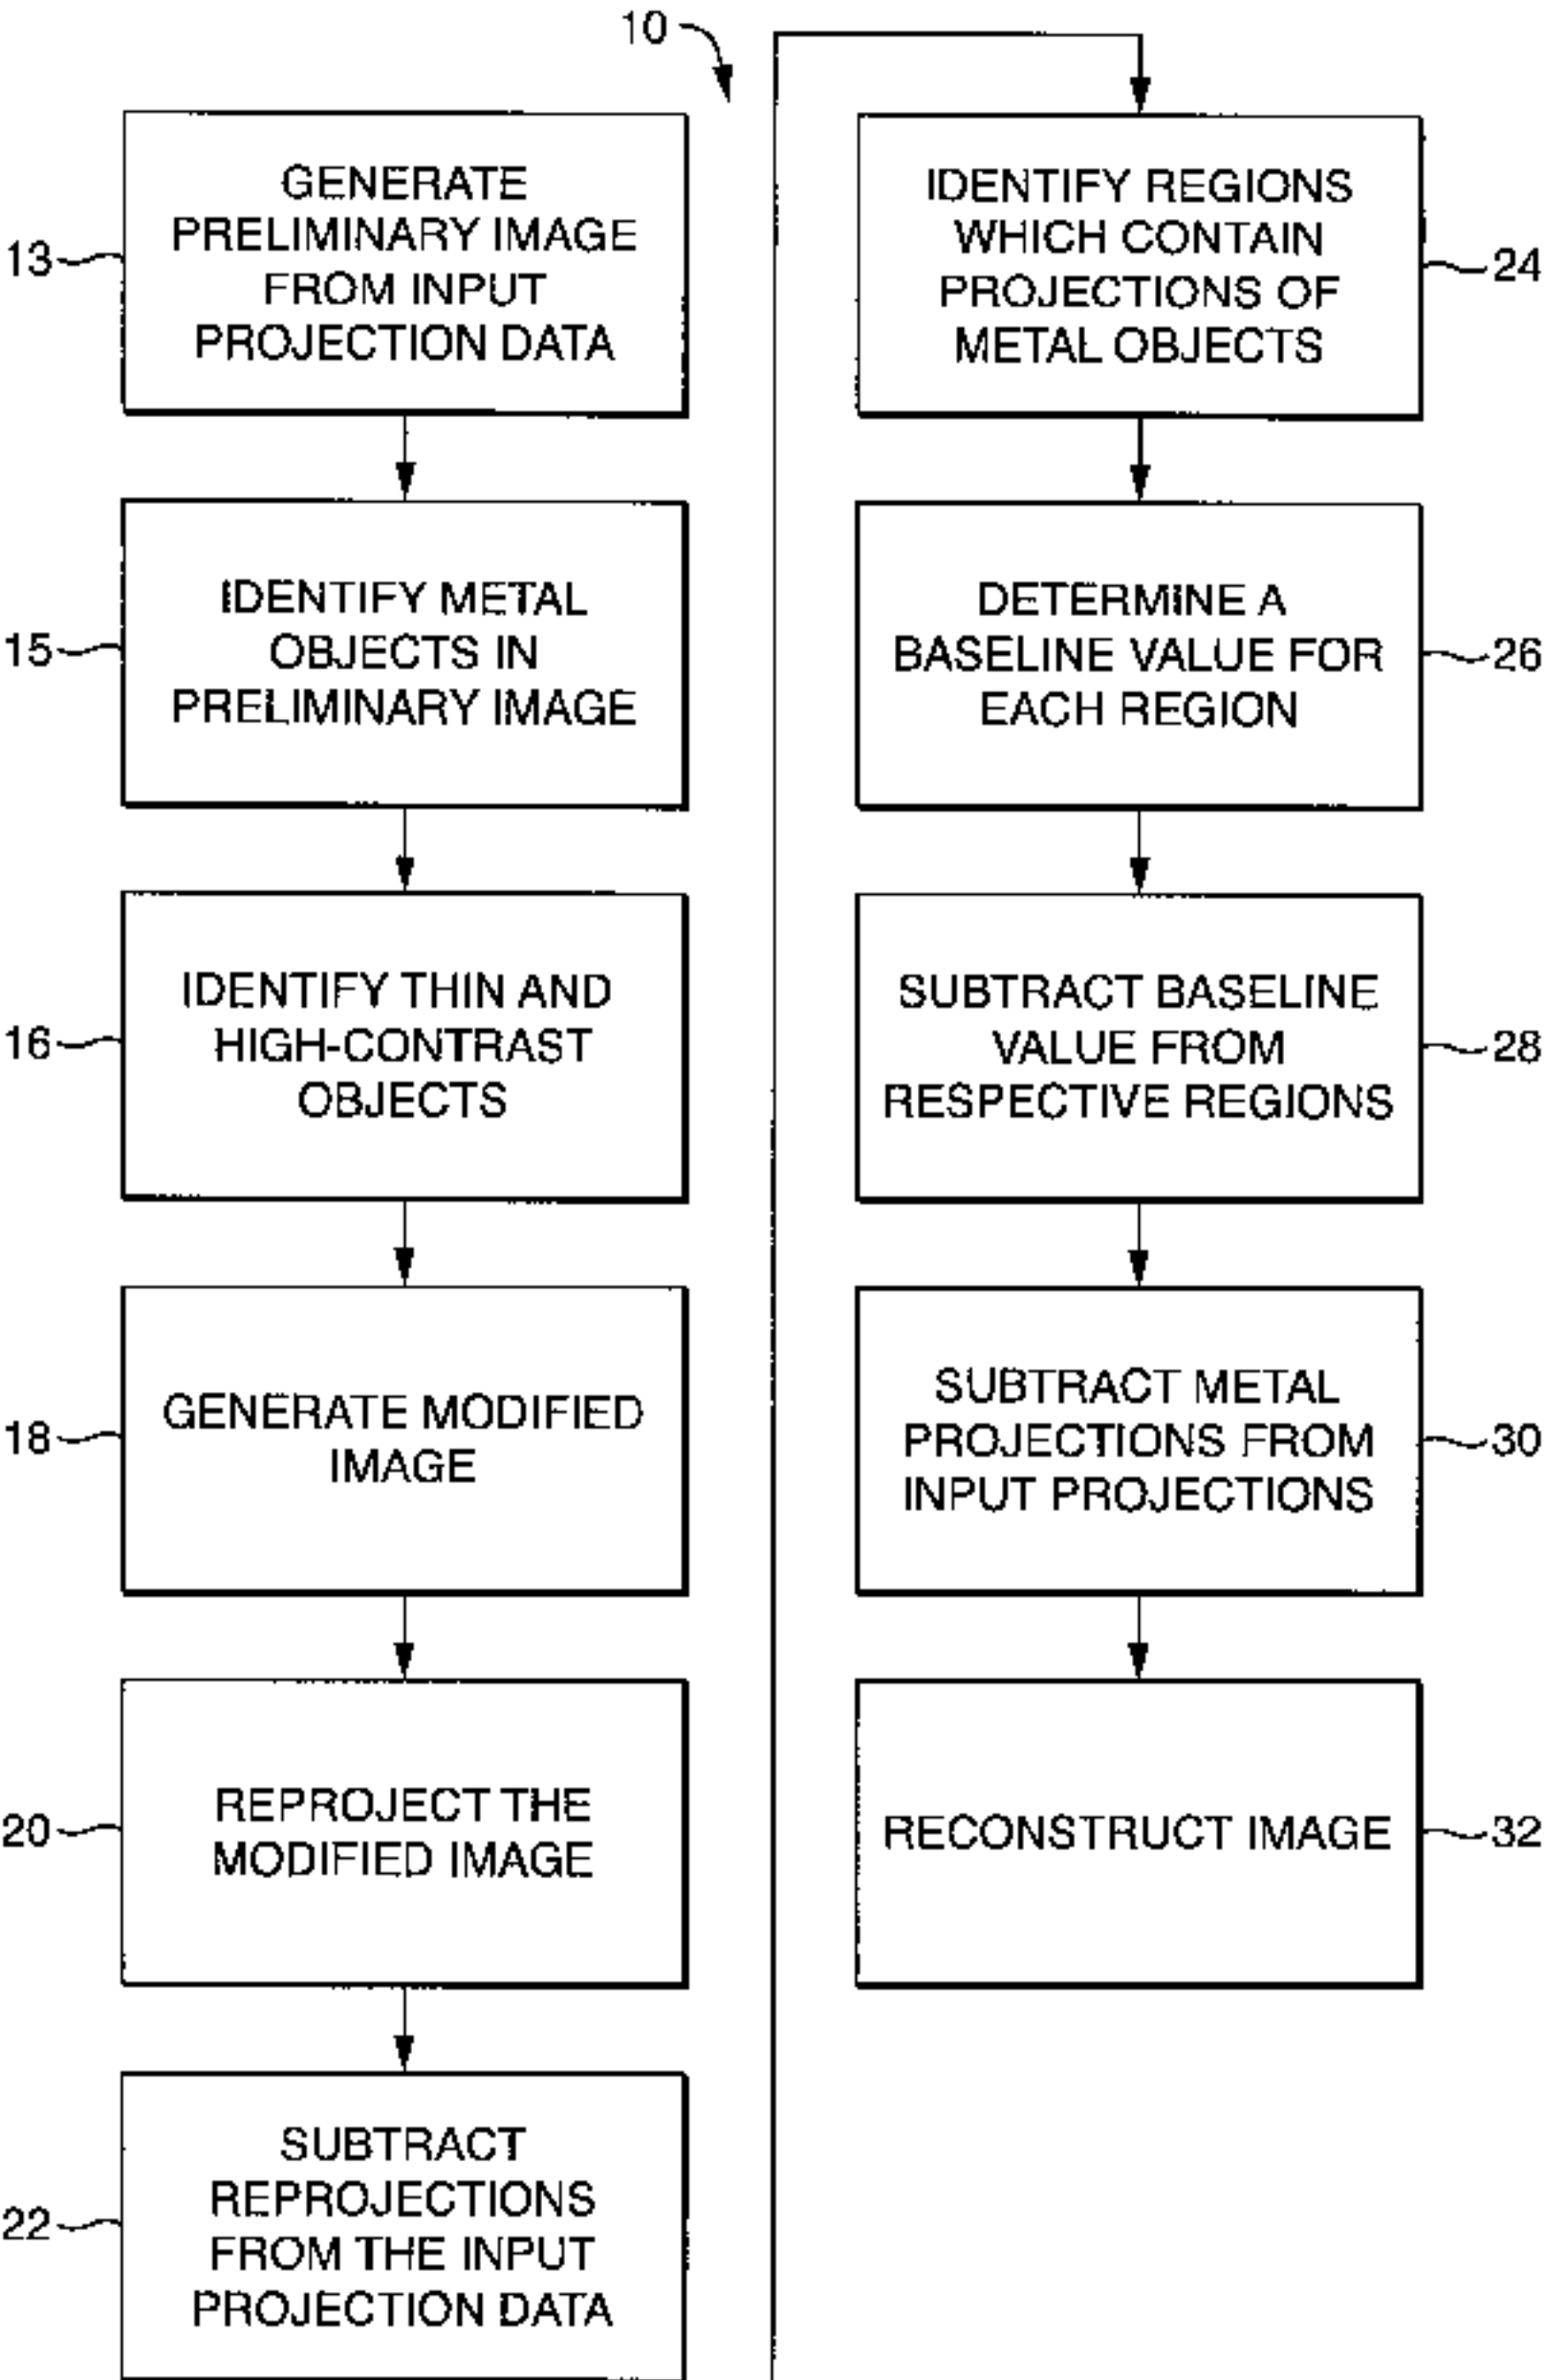 10
13
GENERATE
PRELIMINARY IMAGE
FROM INPUT
PROJECTION DATA
15
IDENTIFY METAL
OBJECTS IN
PRELIMINARY IMAGE
16
IDENTIFY THIN AND
HIGH-CONTRAST
OBJECTS
18
GENERATE MODIFIED
IMAGE
20
REPROJECT THE
MODIFIED IMAGE
22
SUBTRACT
REPROJECTIONS
FROM THE INPUT
PROJECTION DATA
IDENTIFY REGIONS
WHICH CONTAIN
PROJECTIONS OF
METAL OBJECTS
24
DETERMINE A
BASELINE VALUE FOR
EACH REGION
26
SUBTRACT BASELINE
VALUE FROM
RESPECTIVE REGIONS
28
SUBTRACT METAL
PROJECTIONS FROM
INPUT PROJECTIONS
30
RECONSTRUCT IMAGE
32